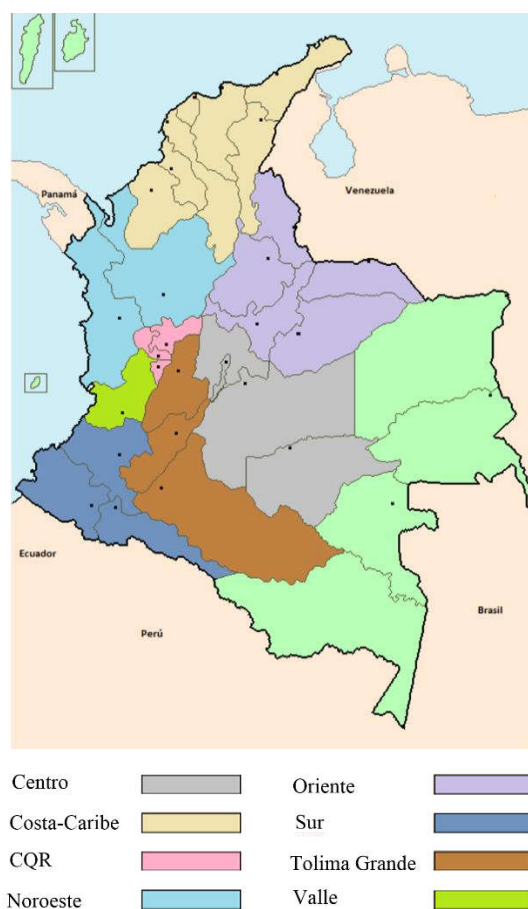 Panamá
Venezuela
Ecuador
Perú
Brasil
Centro
Oriente
Costa-Caribe
Sur
CQR
Tolima Grande
Noroeste
Valle